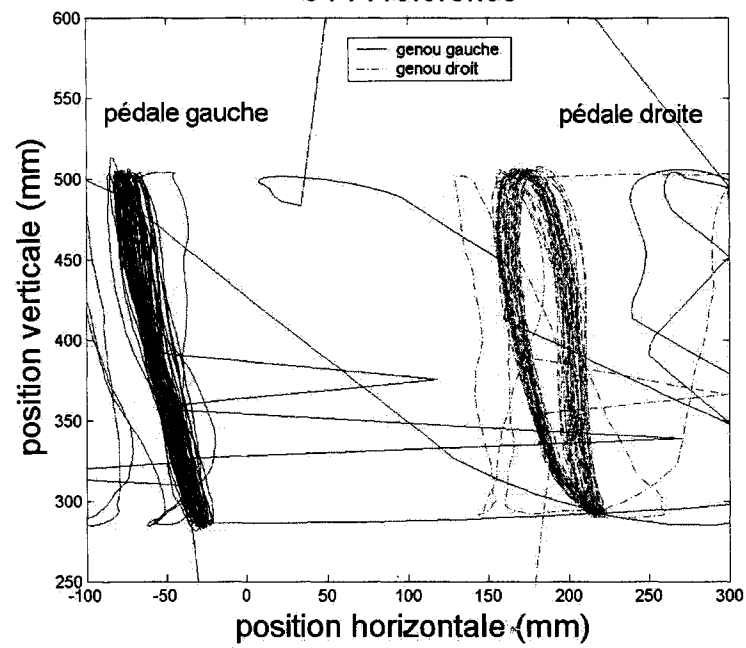 genou gauche
genou droit
pédale gauche
pédale droite
position verticale (mm)
600
550
500
450
400
350
300
250
-100
-50
0
50
100
150
200
250
300
position horizontale (mm)